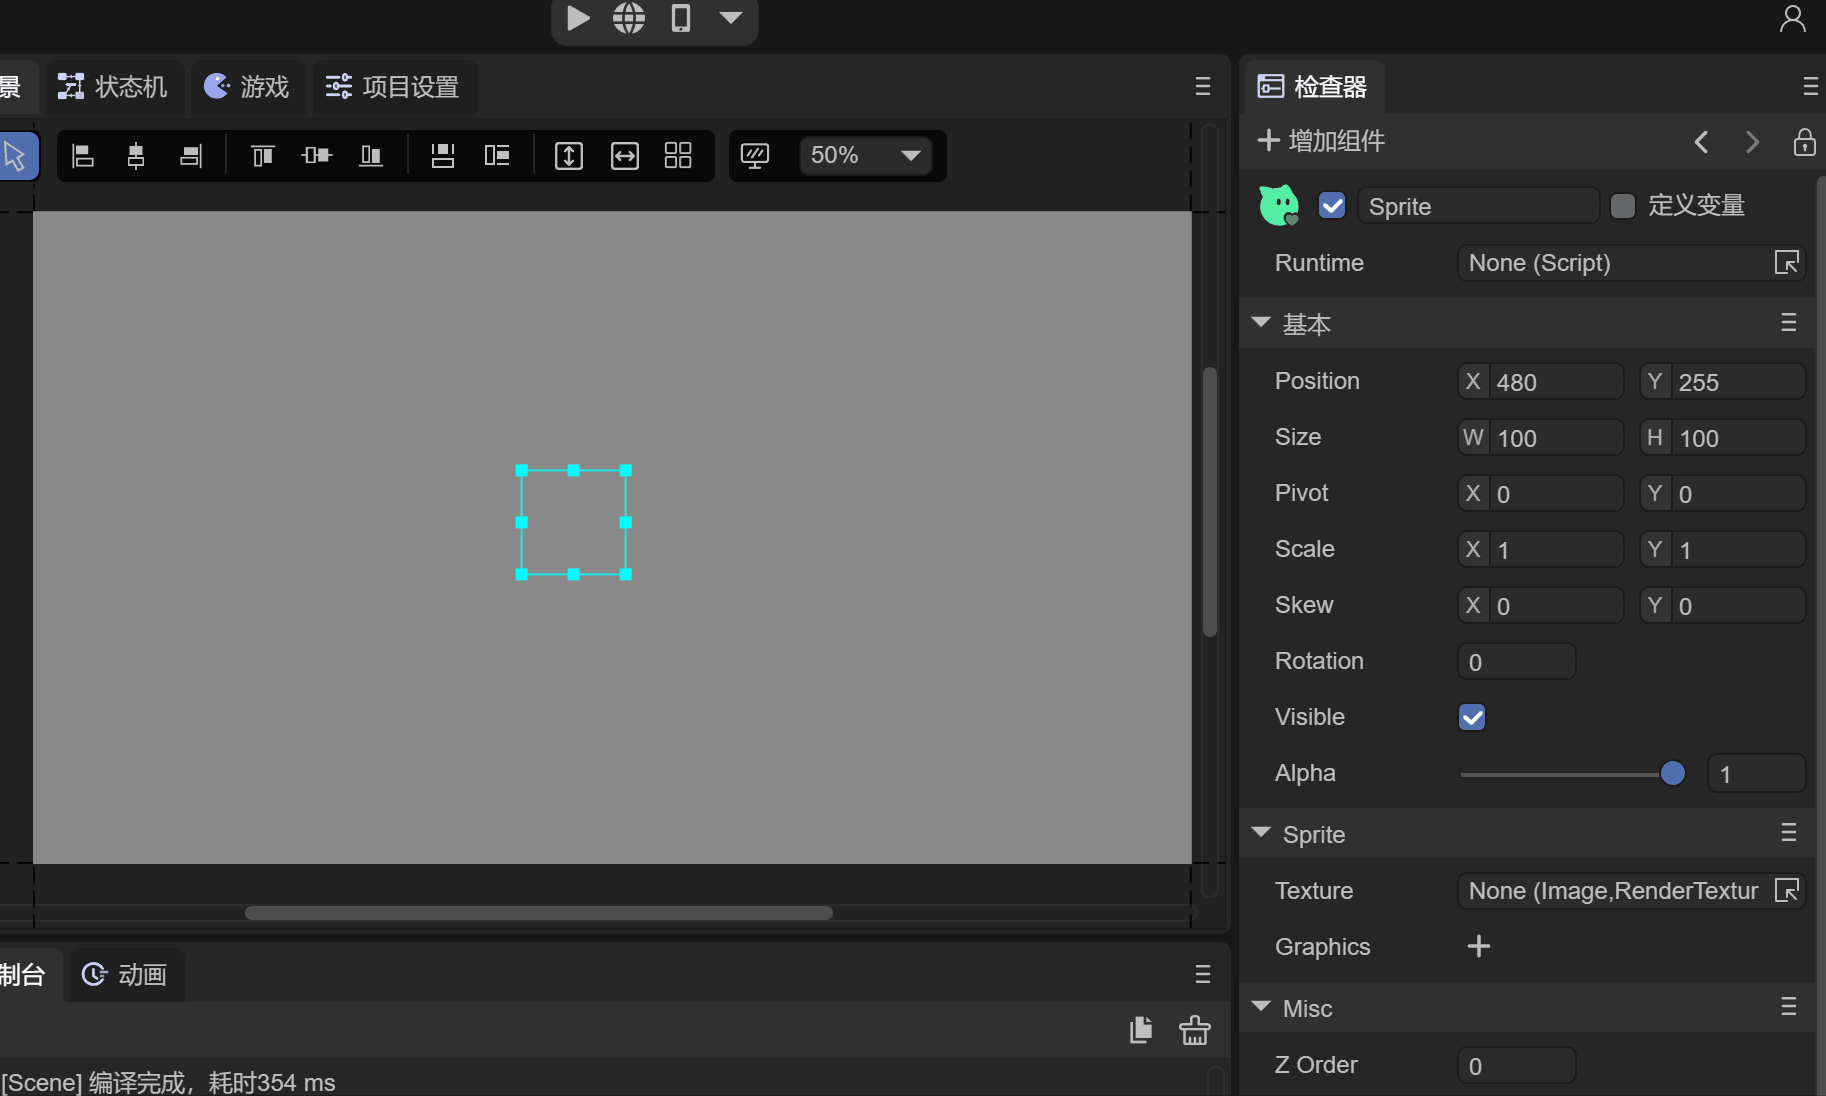 景 状态机 游戏 项目设置
50%
制台 动画
[Scene] 编译完成，耗时354 ms
检查器
增加组件
Sprite 定义变量
Runtime None (Script)
基本
Position X 480 Y 255
Size W 100 H 100
Pivot X 0 Y 0
Scale X 1 Y 1
Skew X 0 Y 0
Rotation 0
Visible
Alpha 1
Sprite
Texture None (Image,RenderTextur
Graphics
Misc
Z Order 0